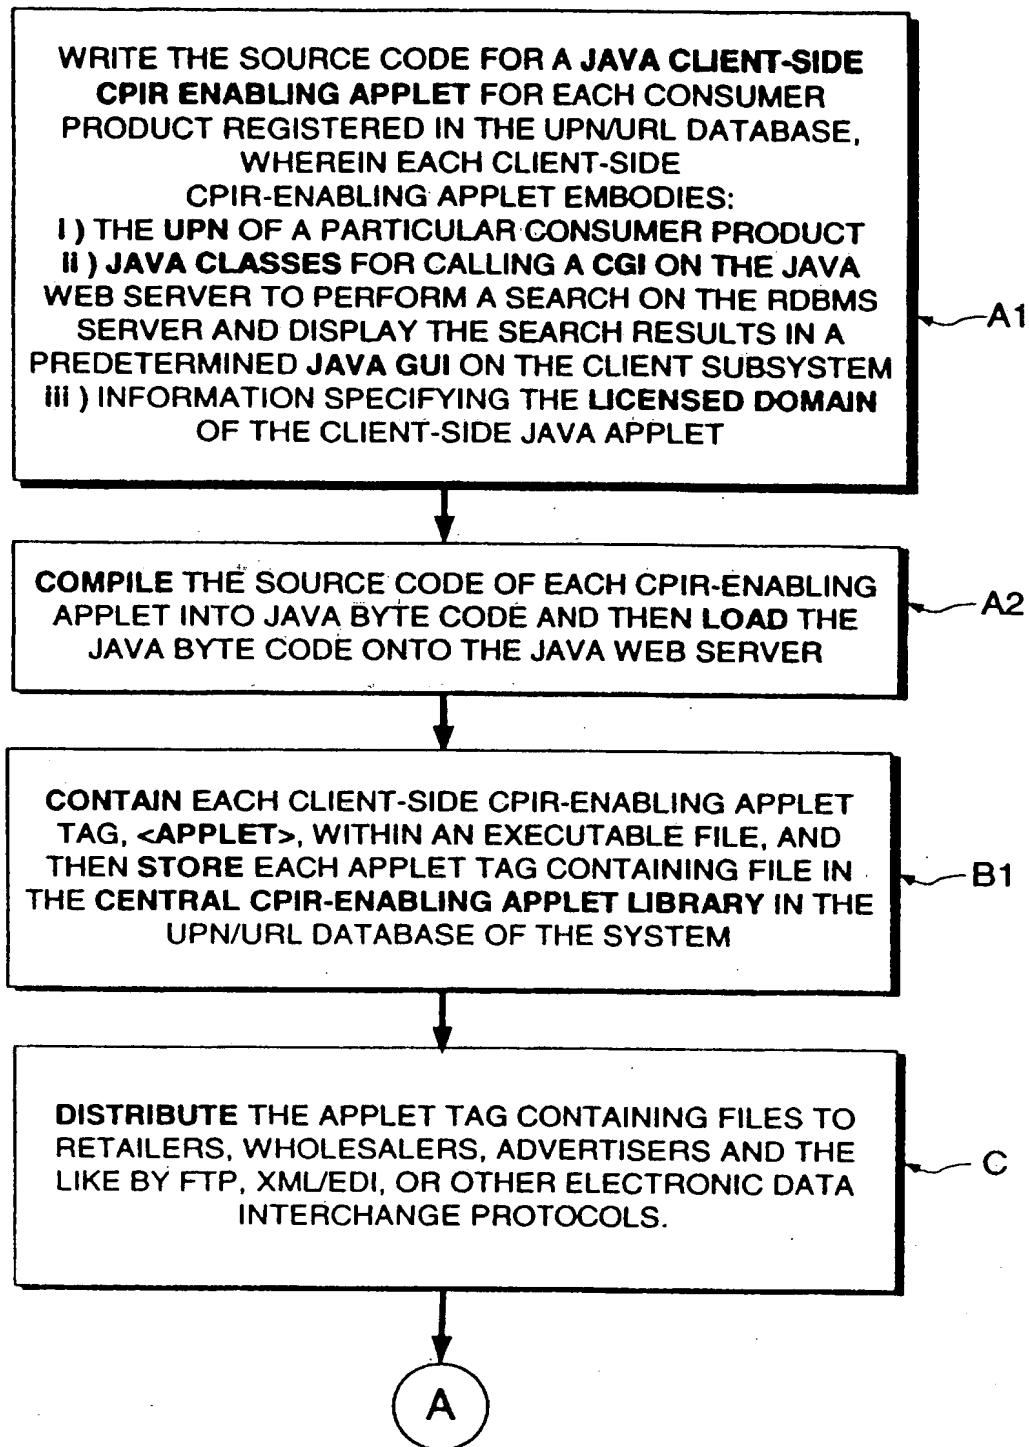 WRITE THE SOURCE CODE FOR A JAVA CLIENT-SIDE
CPIR ENABLING APPLET FOR EACH CONSUMER
PRODUCT REGISTERED IN THE UPN/URL DATABASE,
WHEREIN EACH CLIENT-SIDE
CPIR-ENABLING APPLET EMBODIES:
i ) THE UPN OF A PARTICULAR CONSUMER PRODUCT
ii ) JAVA CLASSES FOR CALLING A CGI ON THE JAVA
WEB SERVER TO PERFORM A SEARCH ON THE RDBMS
SERVER AND DISPLAY THE SEARCH RESULTS IN A
PREDETERMINED JAVA GUI ON THE CLIENT SUBSYSTEM
iii ) INFORMATION SPECIFYING THE LICENSED DOMAIN
OF THE CLIENT-SIDE JAVA APPLET
A1
COMPILE THE SOURCE CODE OF EACH CPIR-ENABLING
APPLET INTO JAVA BYTE CODE AND THEN LOAD THE
JAVA BYTE CODE ONTO THE JAVA WEB SERVER
A2
CONTAIN EACH CLIENT-SIDE CPIR-ENABLING APPLET
TAG, <APPLET>, WITHIN AN EXECUTABLE FILE, AND
THEN STORE EACH APPLET TAG CONTAINING FILE IN
THE CENTRAL CPIR-ENABLING APPLET LIBRARY IN THE
UPN/URL DATABASE OF THE SYSTEM
B1
DISTRIBUTE THE APPLET TAG CONTAINING FILES TO
RETAILERS, WHOLESALERS, ADVERTISERS AND THE
LIKE BY FTP, XML/EDI, OR OTHER ELECTRONIC DATA
INTERCHANGE PROTOCOLS.
C
A